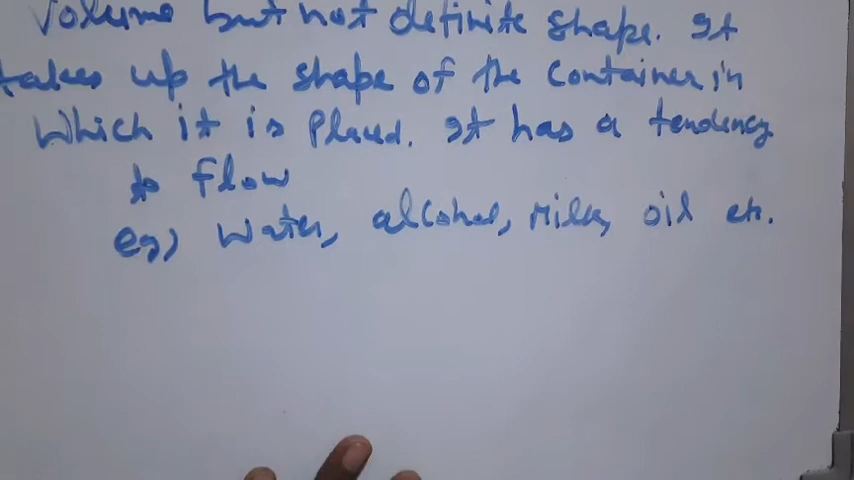 volume but not definite shape. It
takes up the shape of the container in
which it is placed. It has a tendency
to flow
eg, water, alcohol, milk, oil etc.